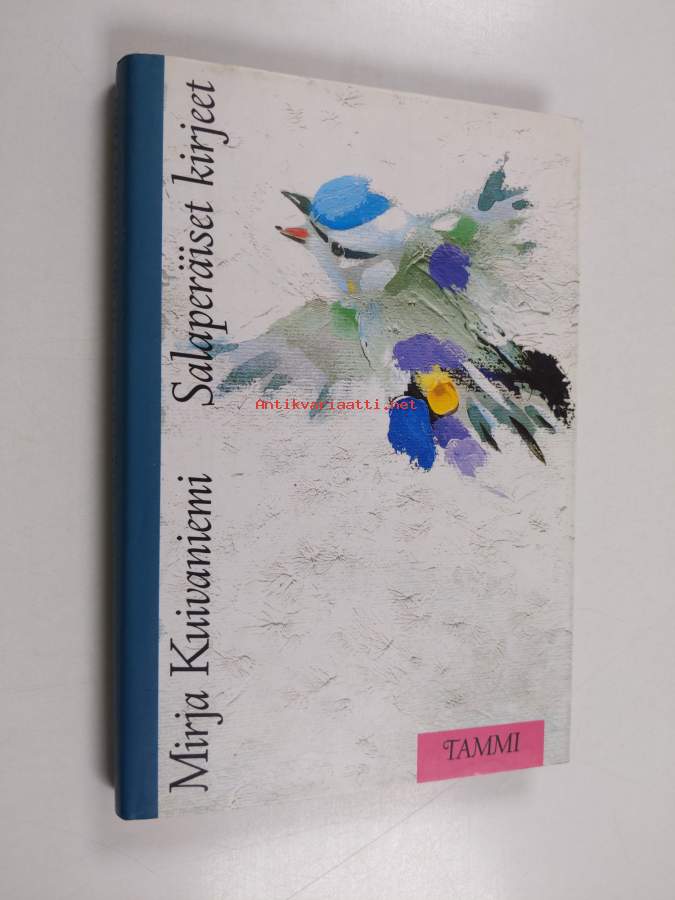 Mirja Kuivaniemi Salaperäiset kirjeet
Antikvariaatti.net
TAMMI